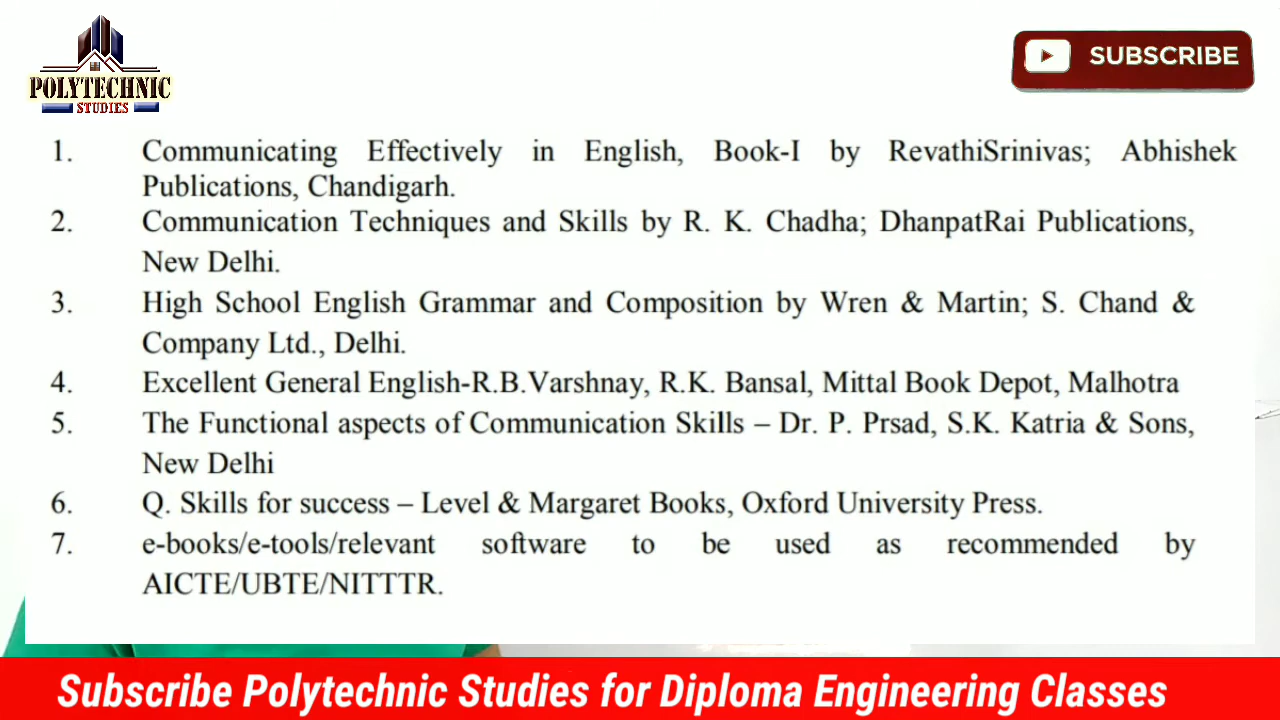 POLYTECHNIC
STUDIES
SUBSCRIBE
1. Communicating Effectively in English, Book-I by RevathiSrinivas; Abhishek
Publications, Chandigarh.
2. Communication Techniques and Skills by R. K. Chadha; DhanpatRai Publications,
New Delhi.
3. High School English Grammar and Composition by Wren & Martin; S. Chand &
Company Ltd., Delhi.
4. Excellent General English-R.B.Varshnay, R.K. Bansal, Mittal Book Depot, Malhotra
5. The Functional aspects of Communication Skills – Dr. P. Prsad, S.K. Katria & Sons,
New Delhi
6. Q. Skills for success – Level & Margaret Books, Oxford University Press.
7. e-books/e-tools/relevant software to be used as recommended by
AICTE/UBTE/NITTTR.
Subscribe Polytechnic Studies for Diploma Engineering Classes